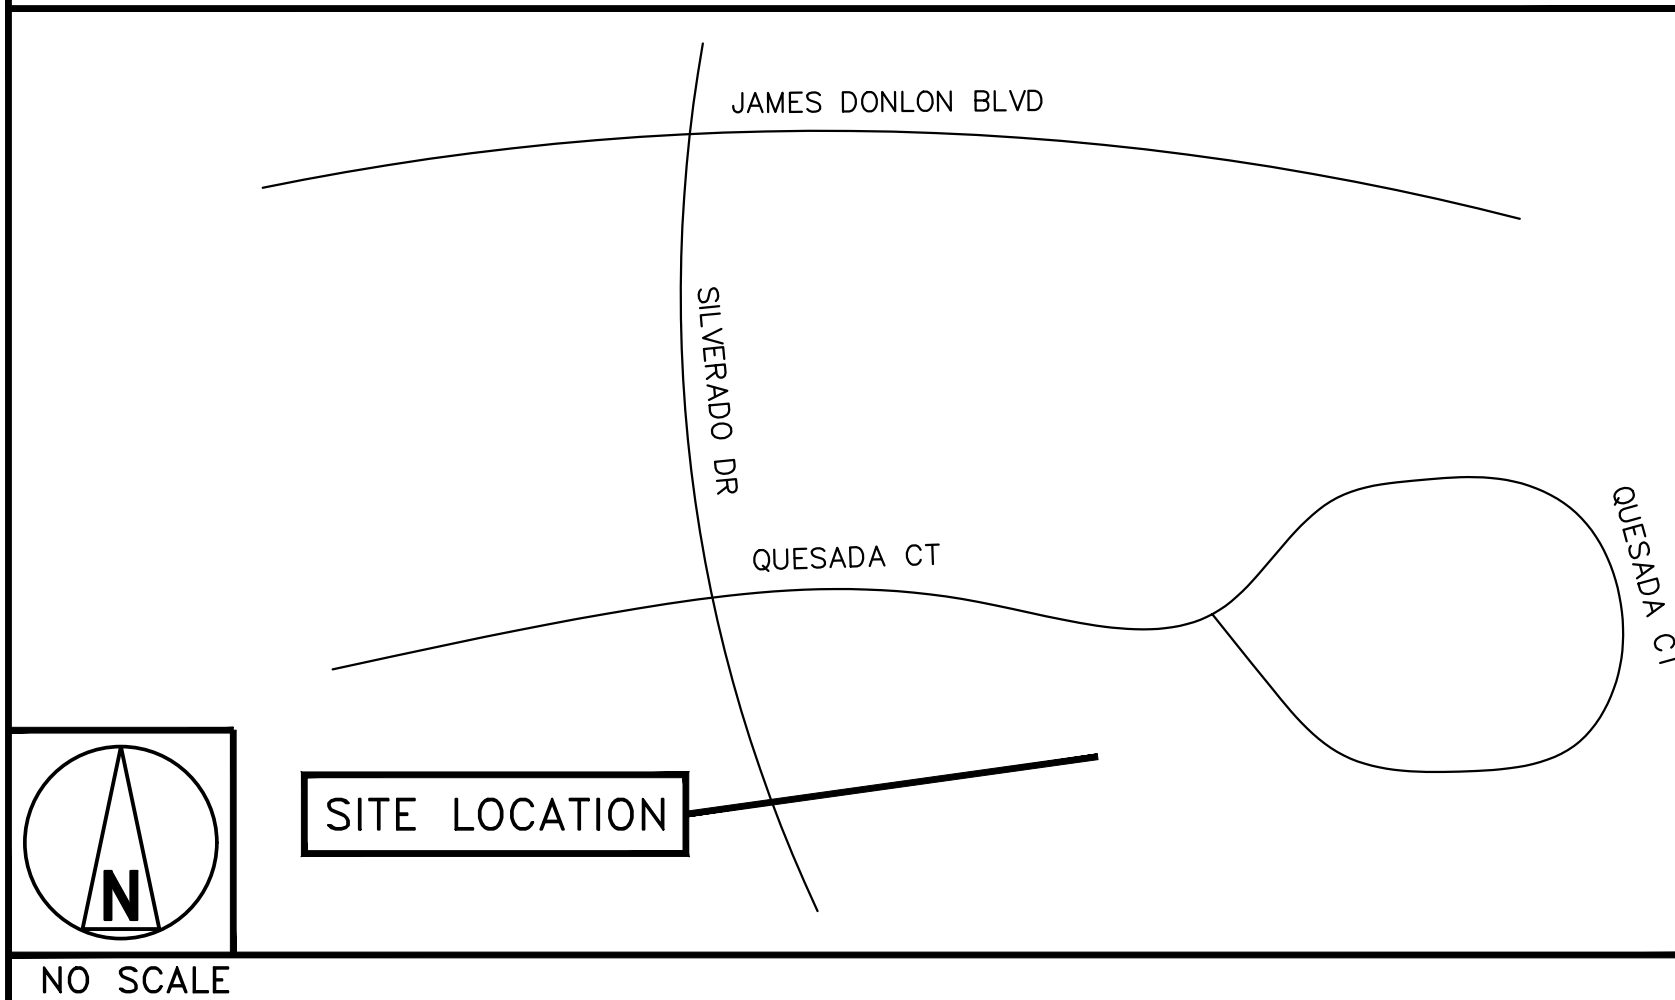 JAMES DONLON BLVD
SILVERADO DR
QUESADA CT
QUESADA CT
SITE LOCATION
N
NO SCALE